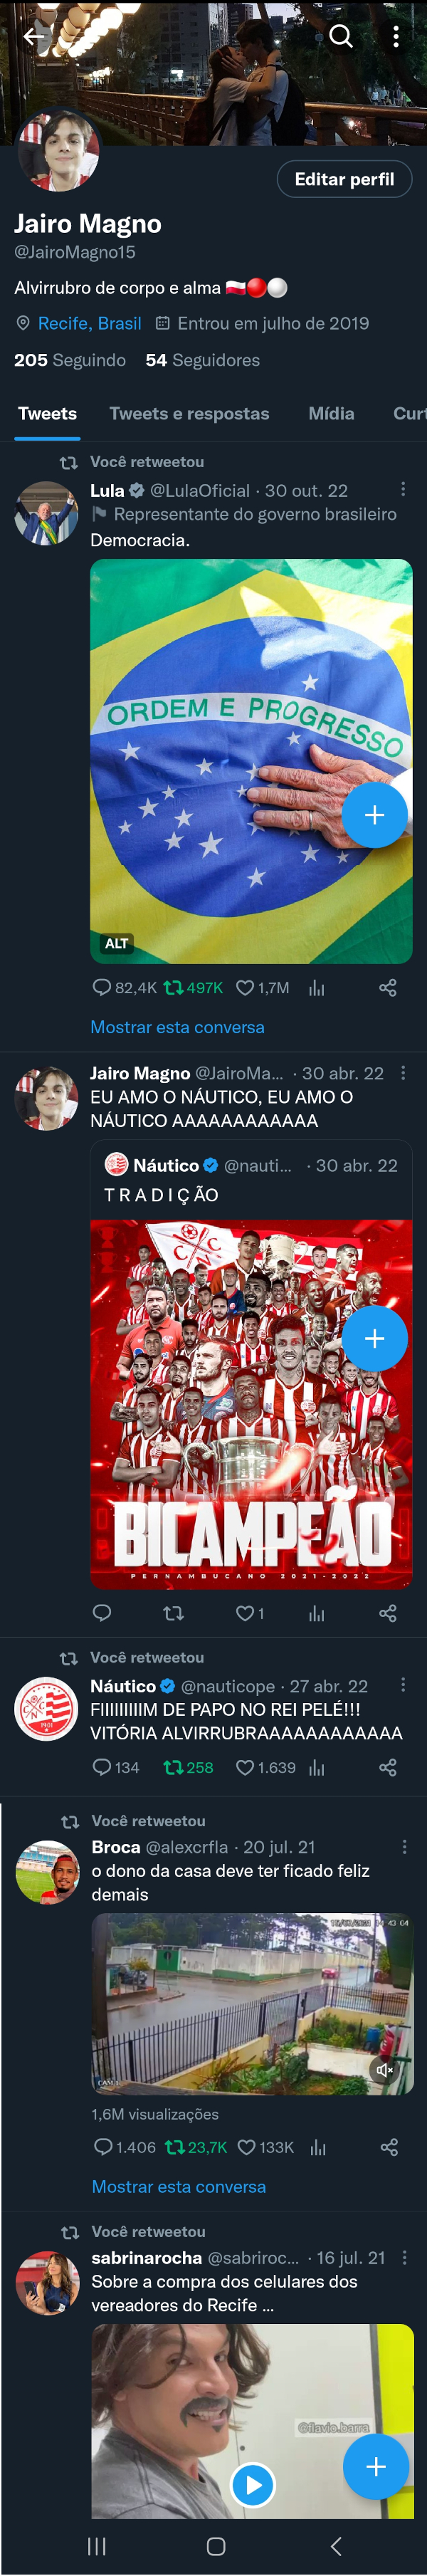 Editar perfil
Jairo Magno
@JairoMagno15
Alvirrubro de corpo e alma 🇵🇱🔴⚪
Recife, Brasil Entrou em julho de 2019
205 Seguindo 54 Seguidores
Tweets Tweets e respostas Mídia Curt
Você retweetou
Lula @LulaOficial · 30 out. 22
Representante do governo brasileiro
Democracia.
ORDEM E PROGRESSO
ALT
82,4K 497K 1,7M
Mostrar esta conversa
Jairo Magno @JairoMa... · 30 abr. 22
EU AMO O NÁUTICO, EU AMO O
NÁUTICO AAAAAAAAAAAA
Náutico @nauti... · 30 abr. 22
T R A D I Ç ÃO
C N C
BICAMPEÃO
PERNAMBUCANO 2021-2022
1
Você retweetou
Náutico @nauticope · 27 abr. 22
FIIIIIIIIM DE PAPO NO REI PELÉ!!!
VITÓRIA ALVIRRUBRAAAAAAAAAAAA
1901
134 258 1.639
Você retweetou
Broca @alexcrfla · 20 jul. 21
o dono da casa deve ter ficado feliz
demais
CAM 1
1,6M visualizações
1.406 23,7K 133K
Mostrar esta conversa
Você retweetou
sabrinarocha @sabriroc... · 16 jul. 21
Sobre a compra dos celulares dos
vereadores do Recife ...
@flavio.barra